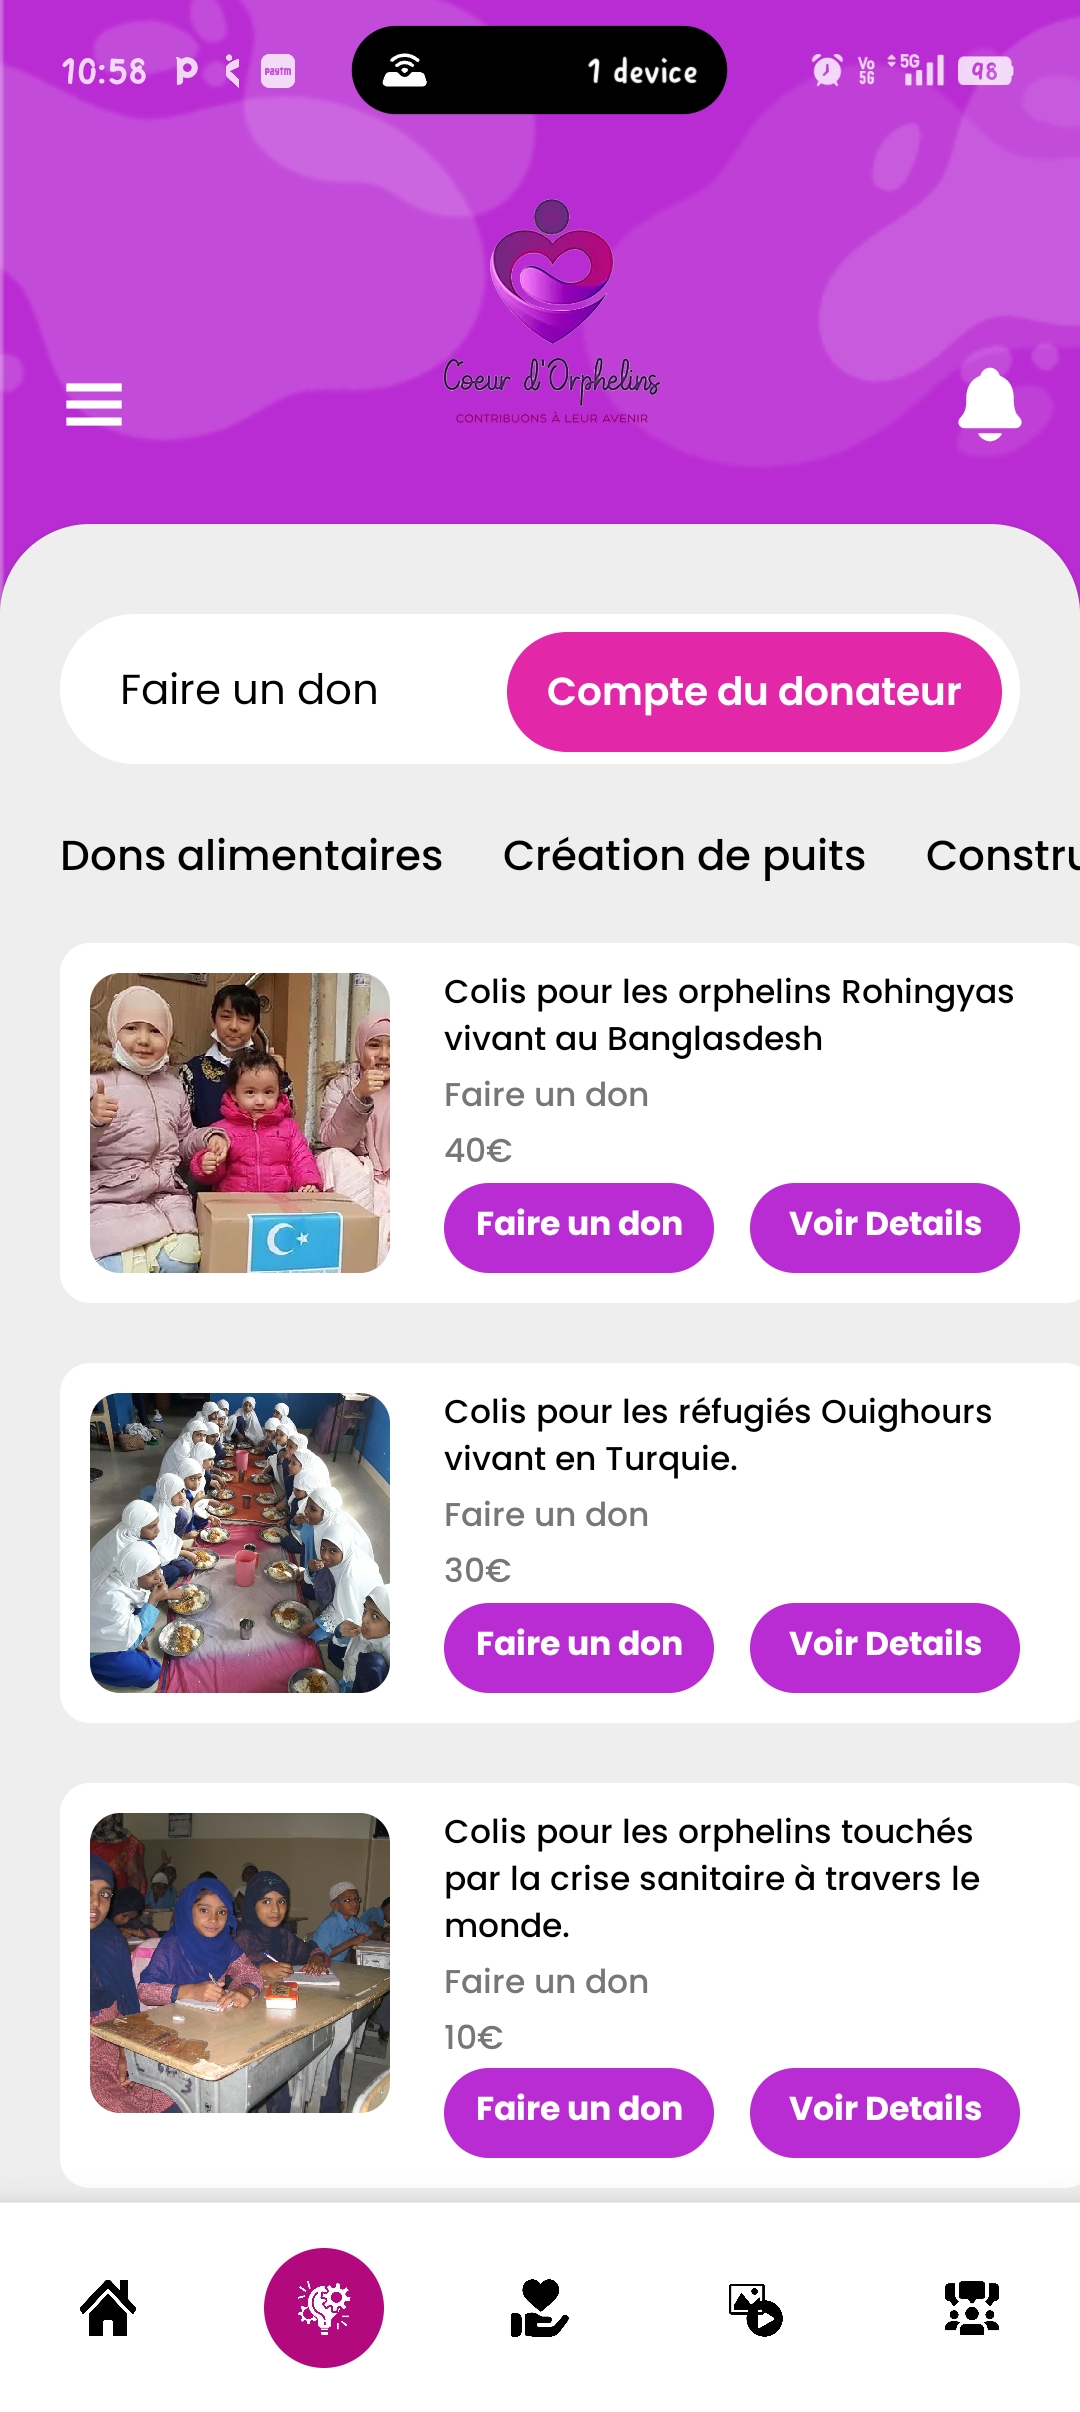 10:58
paytm
1 device
Vo 5G
5G
98
Coeur d'Orphelins
CONTRIBUONS À LEUR AVENIR
Faire un don
Compte du donateur
Dons alimentaires
Création de puits
Constru
Colis pour les orphelins Rohingyas
vivant au Banglasdesh
Faire un don
40€
Faire un don
Voir Details
Colis pour les réfugiés Ouighours
vivant en Turquie.
Faire un don
30€
Faire un don
Voir Details
Colis pour les orphelins touchés
par la crise sanitaire à travers le
monde.
Faire un don
10€
Faire un don
Voir Details